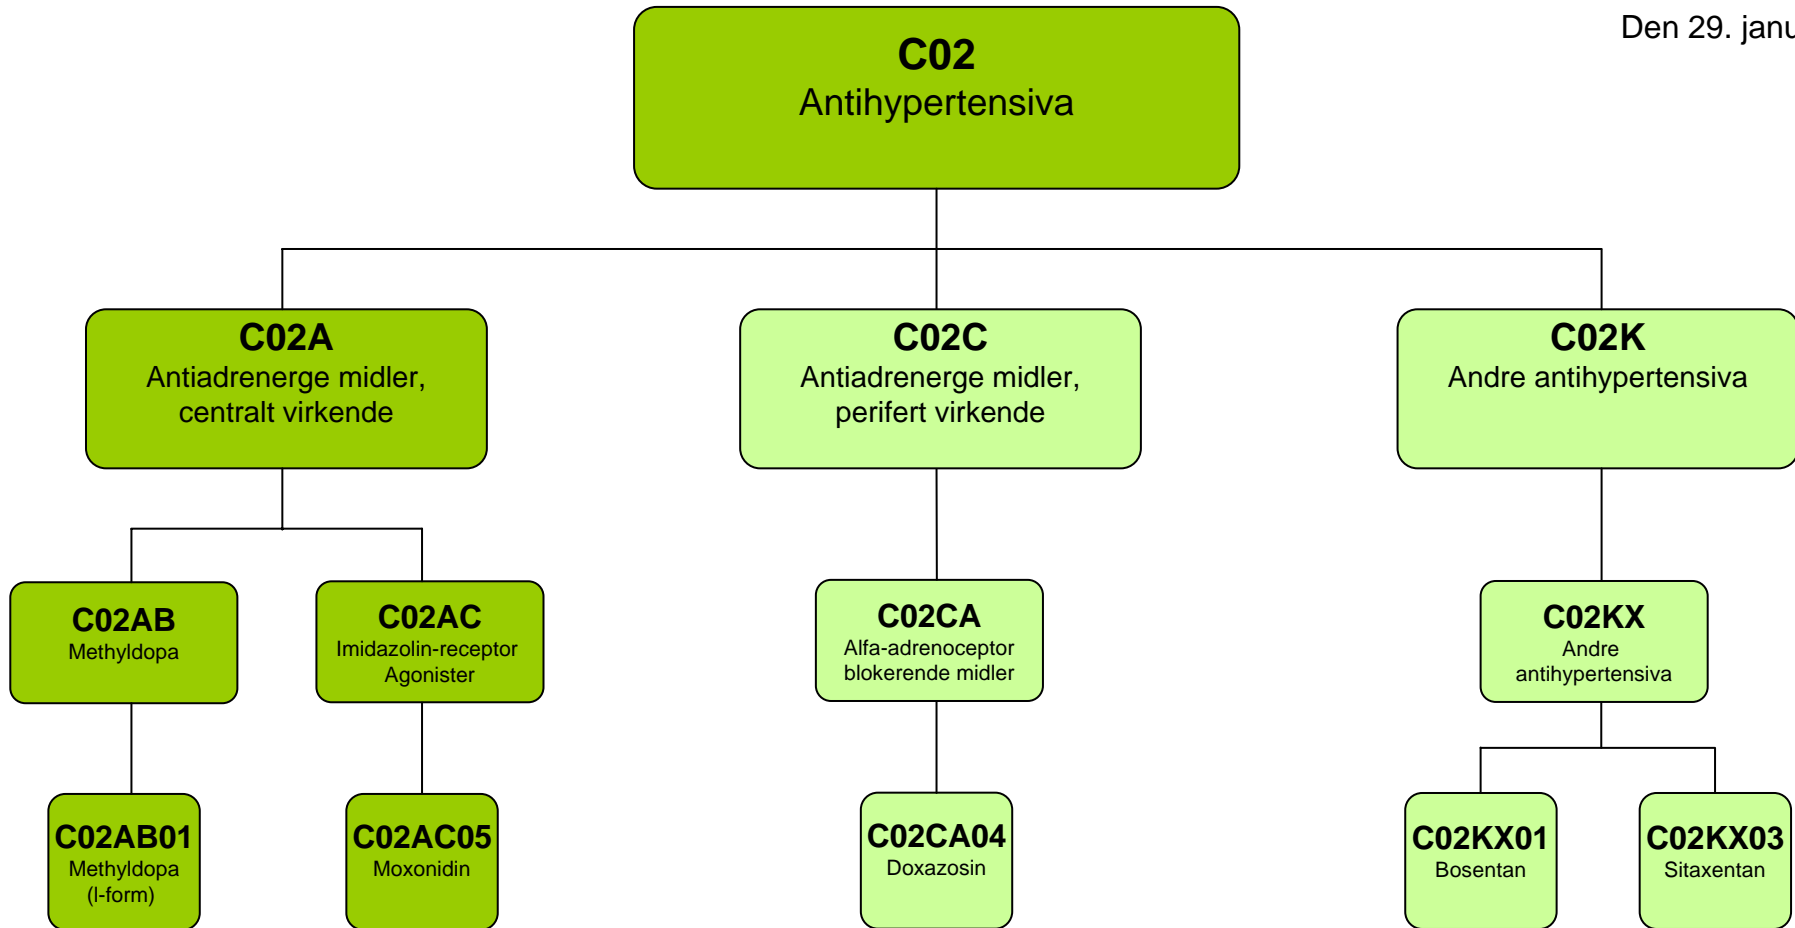 Den 29. janu
C02
Antihypertensiva
C02A
Antiadrenerge midler,
centralt virkende
C02C
Antiadrenerge midler,
perifert virkende
C02K
Andre antihypertensiva
C02AB
Methyldopa
C02AC
Imidazolin-receptor
Agonister
C02CA
Alfa-adrenoceptor
blokerende midler
C02KX
Andre
antihypertensiva
C02AB01
Methyldopa
(l-form)
C02AC05
Moxonidin
C02CA04
Doxazosin
C02KX01
Bosentan
C02KX03
Sitaxentan